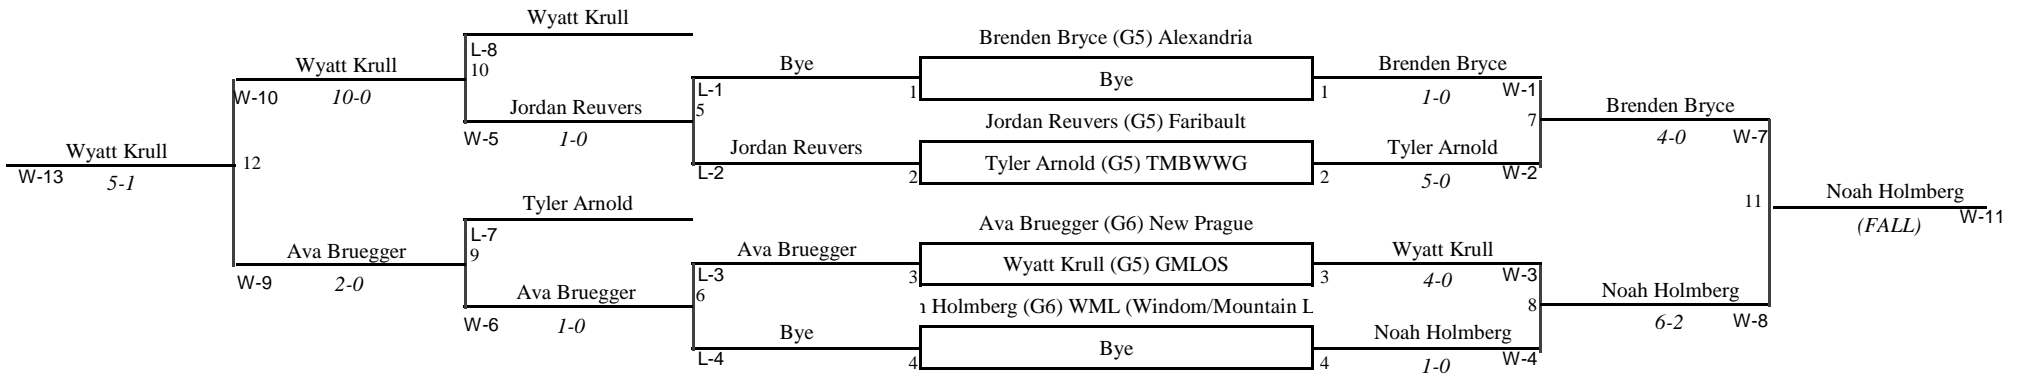 Wyatt Krull
L-8
10
Wyatt Krull
10-0
W-10
Jordan Reuvers
1-0
W-5
Wyatt Krull
5-1
W-13
12
Tyler Arnold
L-7
9
Ava Bruegger
2-0
W-9
Ava Bruegger
1-0
W-6
Bye
L-1
5
Jordan Reuvers
L-2
Ava Bruegger
L-3
6
Bye
L-4
Brenden Bryce (G5) Alexandria
1 Bye 1
Jordan Reuvers (G5) Faribault
2 Tyler Arnold (G5) TMBWWG 2
Ava Bruegger (G6) New Prague
3 Wyatt Krull (G5) GMLOS 3
Holmberg (G6) WML (Windom/Mountain L
4 Bye 4
Brenden Bryce
1-0
W-1
7
Tyler Arnold
5-0
W-2
Wyatt Krull
4-0
W-3
8
Noah Holmberg
1-0
W-4
Brenden Bryce
4-0
W-7
11
Noah Holmberg
6-2
W-8
Noah Holmberg
(FALL)
W-11